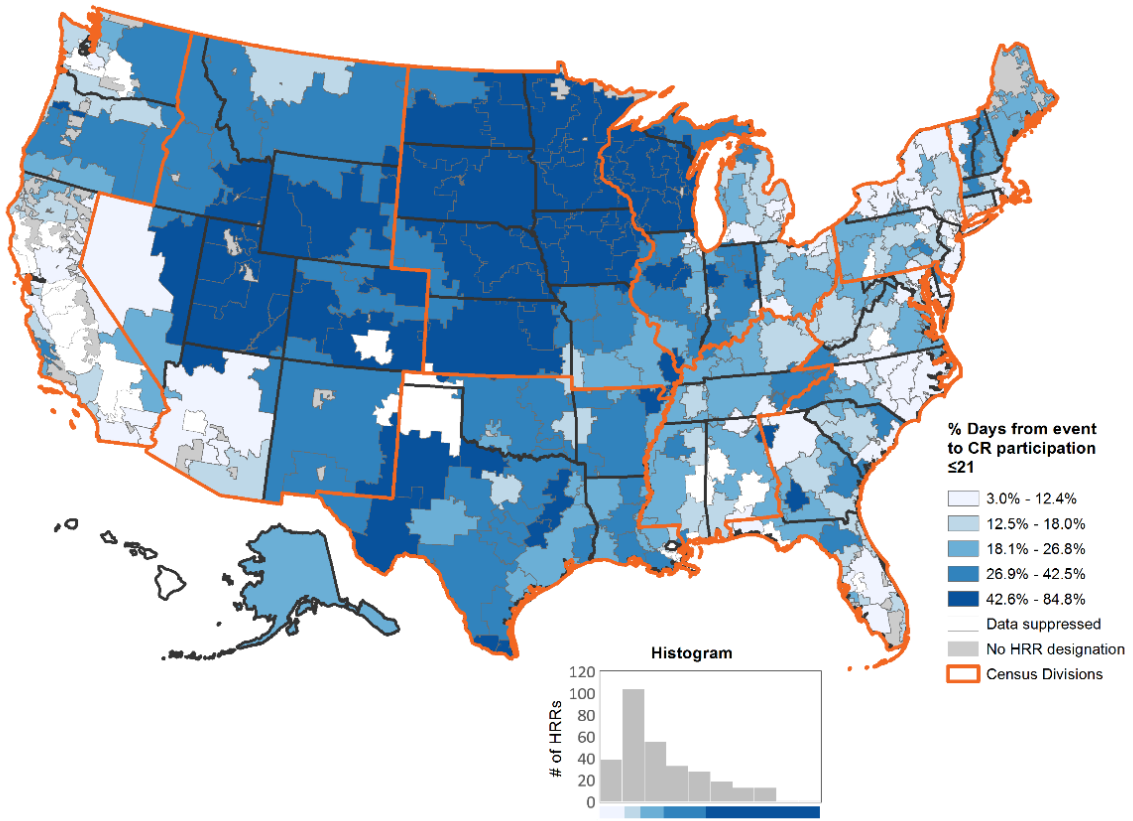 % Days from event
to CR participation
≤21
3.0% - 12.4%
12.5% - 18.0%
18.1% - 26.8%
26.9% - 42.5%
42.6% - 84.8%
Data suppressed
No HRR designation
Census Divisions
Histogram
# of HRRs
120
100
80
60
40
20
0